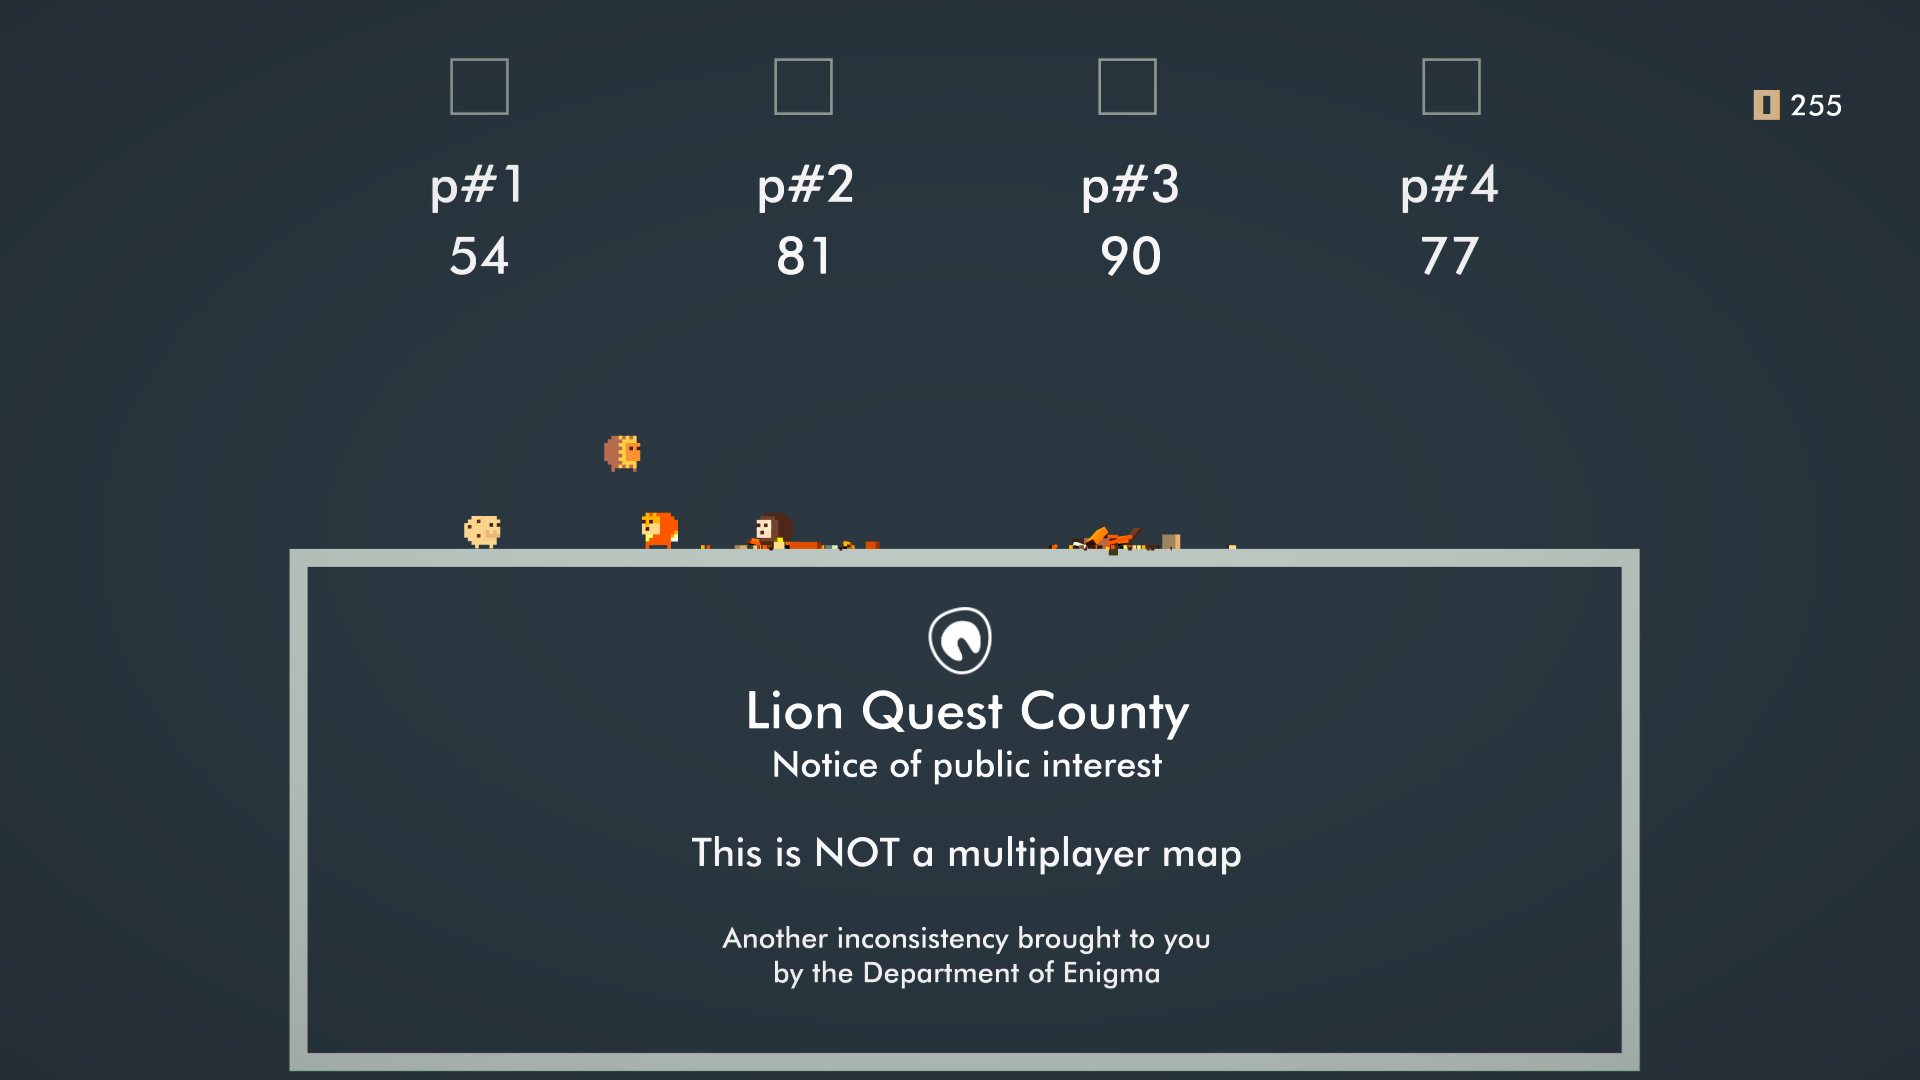 p#1 p#2 p#3 p#4
255
54 81 90 77
Lion Quest County
Notice of public interest
This is NOT a multiplayer map
Another inconsistency brought to you
by the Department of Enigma